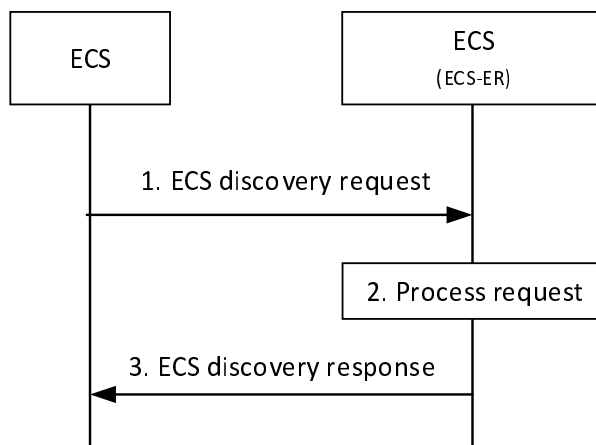 ECS
ECS
(ECS-ER)
1. ECS discovery request
2. Process request
3. ECS discovery response